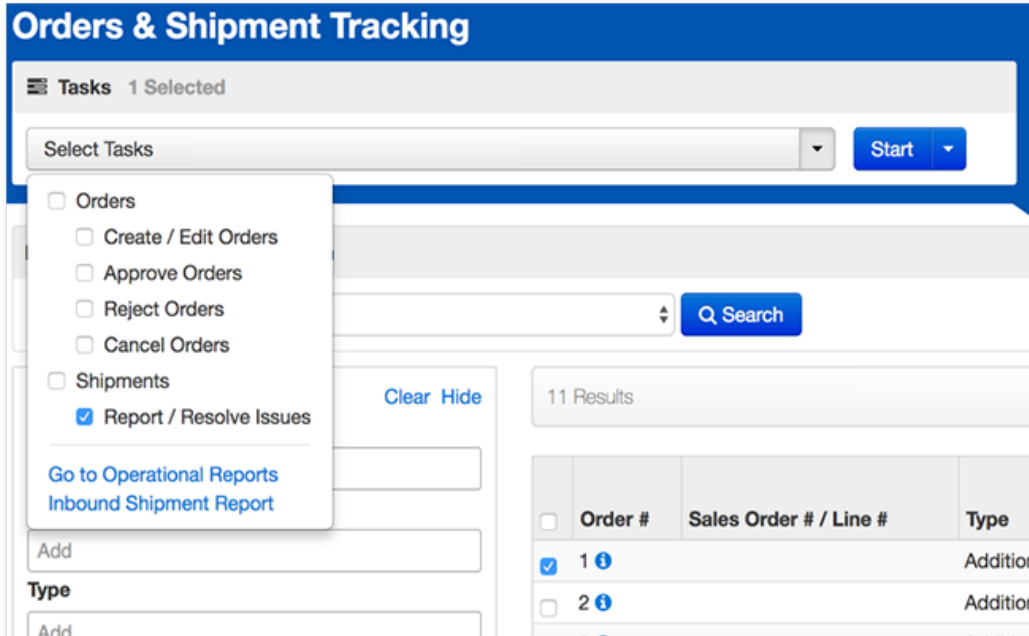 Orders & Shipment Tracking
Tasks 1 Selected
Select Tasks
Start
Orders
Create / Edit Orders
Approve Orders
Reject Orders
Cancel Orders
Shipments
Report / Resolve Issues
Go to Operational Reports
Inbound Shipment Report
Search
Clear Hide
11 Results
Add
Type
Add
Order # Sales Order # / Line # Type
1 Addition
2 Addition